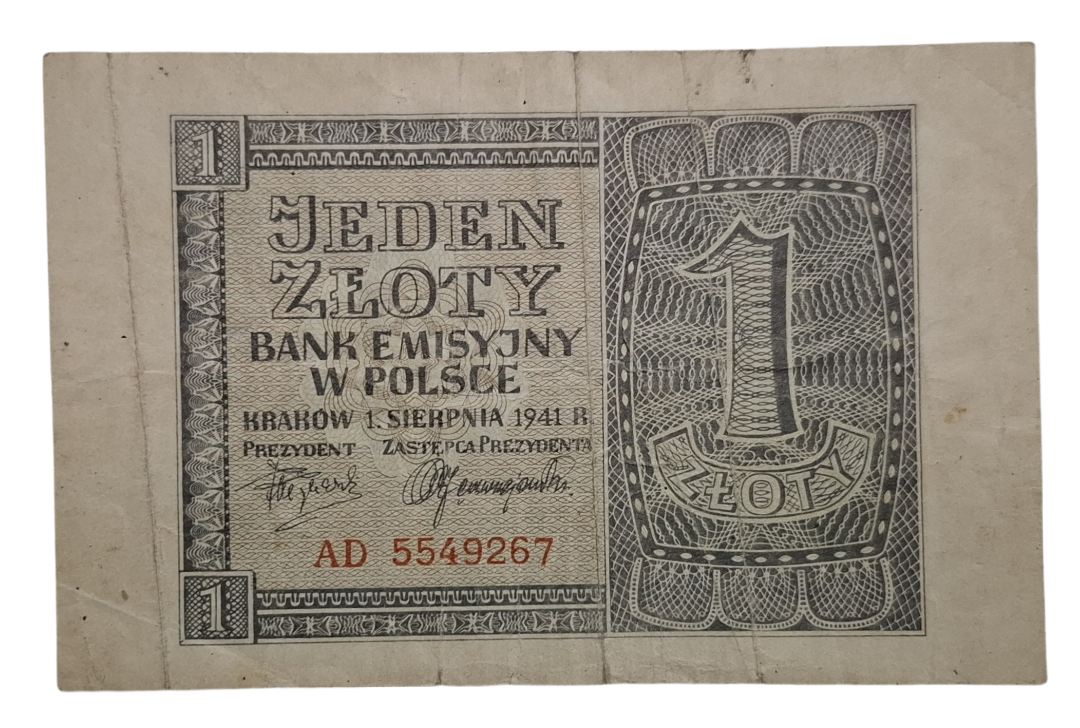 1
JEDEN
ZŁOTY
BANK EMISYJNY
W POLSCE
KRAKÓW 1. SIERPNIA 1941 R.
PREZYDENT ZASTĘPCA PREZYDENTA
AD 5549267
1
1
ZŁOTY